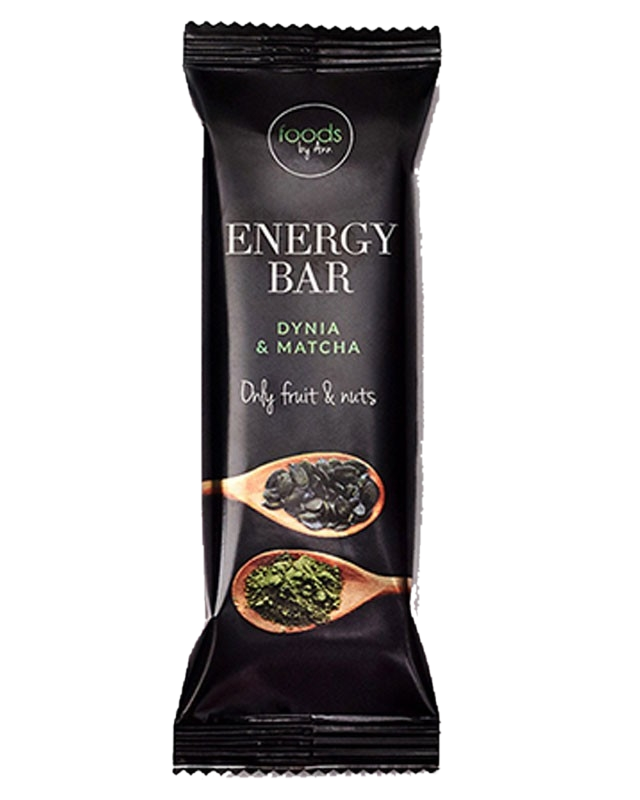 foods
by Ann
ENERGY
BAR
DYNIA
& MATCHA
Only fruit & nuts